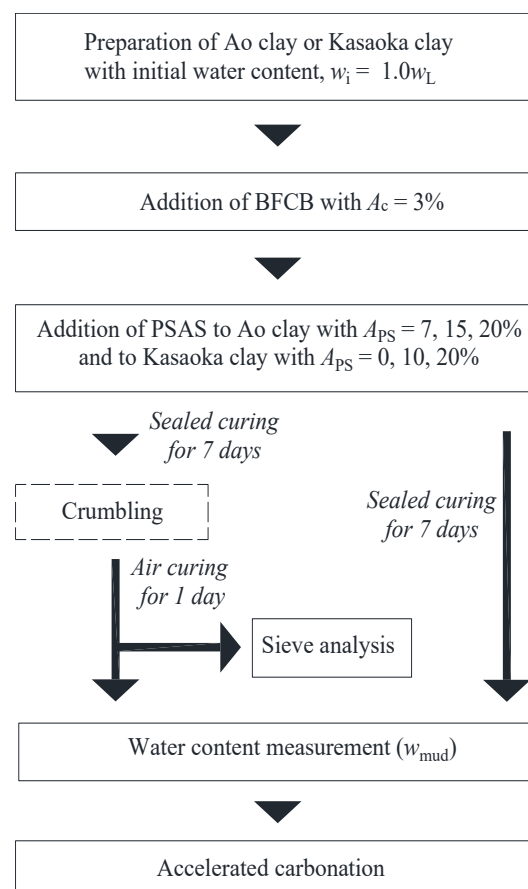 Preparation of Ao clay or Kasaoka clay
with initial water content, wi = 1.0wL
Addition of BFCB with Ac = 3%
Addition of PSAS to Ao clay with APS = 7, 15, 20%
and to Kasaoka clay with APS = 0, 10, 20%
Sealed curing
for 7 days
Crumbling
Sealed curing
for 7 days
Air curing
for 1 day
Sieve analysis
Water content measurement (wmud)
Accelerated carbonation